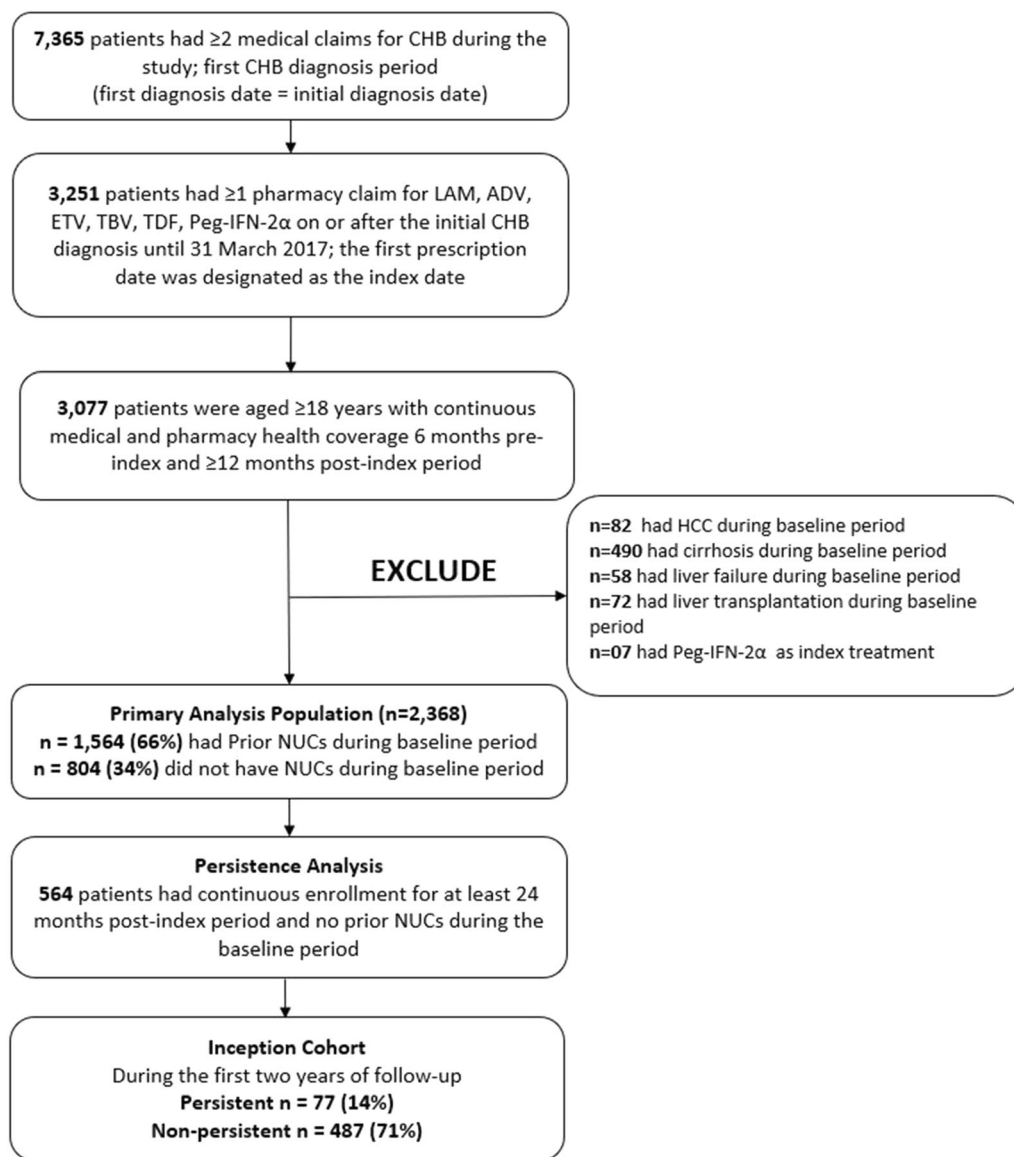 7,365 patients had ≥2 medical claims for CHB during the
study; first CHB diagnosis period
(first diagnosis date = initial diagnosis date)
3,251 patients had ≥1 pharmacy claim for LAM, ADV,
ETV, TBV, TDF, Peg-IFN-2α on or after the initial CHB
diagnosis until 31 March 2017; the first prescription
date was designated as the index date
3,077 patients were aged ≥18 years with continuous
medical and pharmacy health coverage 6 months pre-
index and ≥12 months post-index period
EXCLUDE
n=82 had HCC during baseline period
n=490 had cirrhosis during baseline period
n=58 had liver failure during baseline period
n=72 had liver transplantation during baseline
period
n=07 had Peg-IFN-2α as index treatment
Primary Analysis Population (n=2,368)
n = 1,564 (66%) had Prior NUCs during baseline period
n = 804 (34%) did not have NUCs during baseline period
Persistence Analysis
564 patients had continuous enrollment for at least 24
months post-index period and no prior NUCs during the
baseline period
Inception Cohort
During the first two years of follow-up
Persistent n = 77 (14%)
Non-persistent n = 487 (71%)